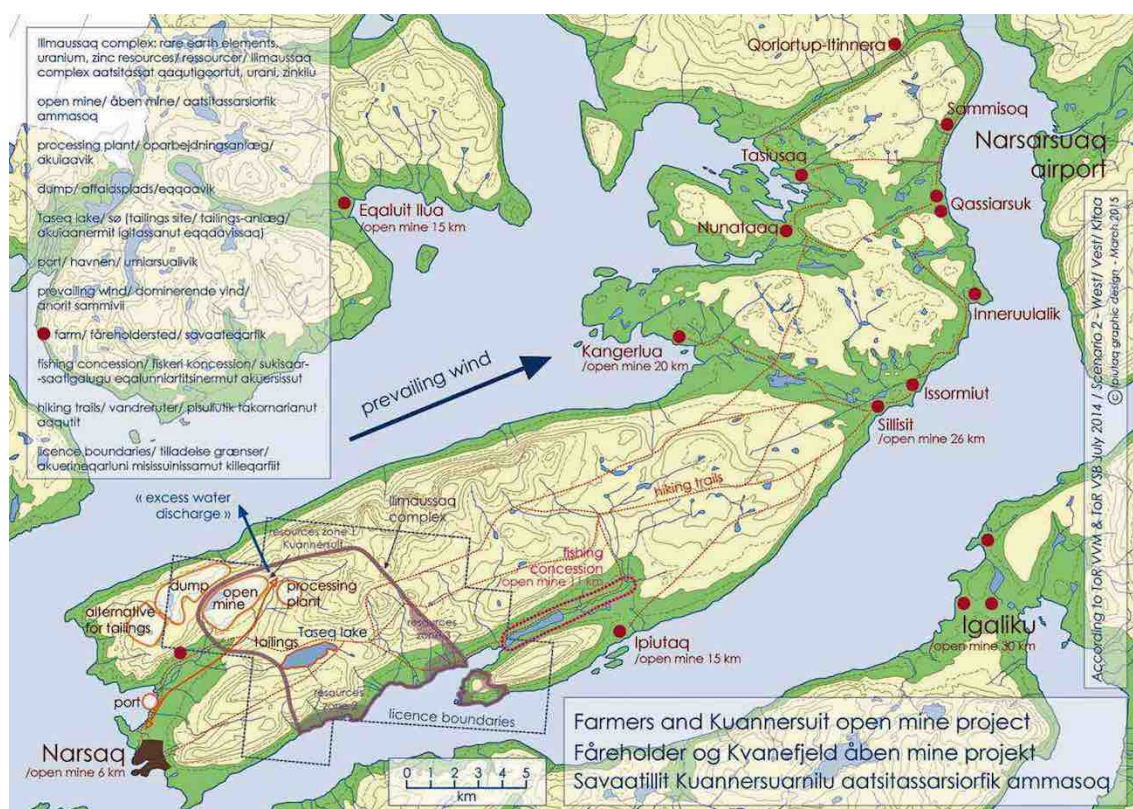 Ilimaussaq complex: rare earth elements,
uranium, zinc resources/ ressourcer/ Ilimaussaq
complex aatsitassat qaqutigoortut, urani, zinkiiu
open mine/ åben mine/ aatsitassarsiorfik
ammasoq
processing plant/ oparbejdningsanlæg/
akuiaavik
dump/ affaldsplads/eqqaavik
Taseq lake/ sø (tailings site/ tailings-anlæg/
akuiaanermit igitassanut eqqaavissaq)
port/ havnen/ umiarsualivik
prevailing wind/ dominerende vind/
anorit sammivii
farm/ fåreholdersted/ savaateqarfik
fishing concession/ fiskeri koncession/ sukisaar-
-saatigalugu eqalunniartitsinermut akuersissut
hiking trails/ vandreruter/ pisullutik takornarianut
aqqutit
licence boundaries/ tilladelse grænser/
akuerineqarluni misissuinissamut killeqarfiit
Qorlortup-Itinnera
Sammisoq
Narsarsuaq
airport
Tasiusaq
Qassiarsuk
Nunataaq
Eqaluit Ilua
/open mine 15 km
Inneruulalik
Kangerlua
/open mine 20 km
prevailing wind
Issormiut
Sillisit
/open mine 26 km
hiking trails
« excess water
discharge »
Ilimaussaq
complex
resources zone 1
Kuannersuit
fishing
concession
/open mine 11 km
dump
open
mine
processing
plant
alternative
for tailings
tailings
Taseq lake
resources
zone 3
resources
zone 2
Ipiutaq
/open mine 15 km
Igaliku
/open mine 30 km
port
licence boundaries
Narsaq
/open mine 6 km
0 1 2 3 4 5
km
Farmers and Kuannersuit open mine project
Fåreholder og Kvanefjeld åben mine projekt
Savaatillit Kuannersuarnilu aatsitassarsiorfik ammasoq
According to ToR VVM & ToR VSB July 2014 / Scenario 2 - West/ Vest/ Kitaa
© Ipiutaq graphic design - March 2015